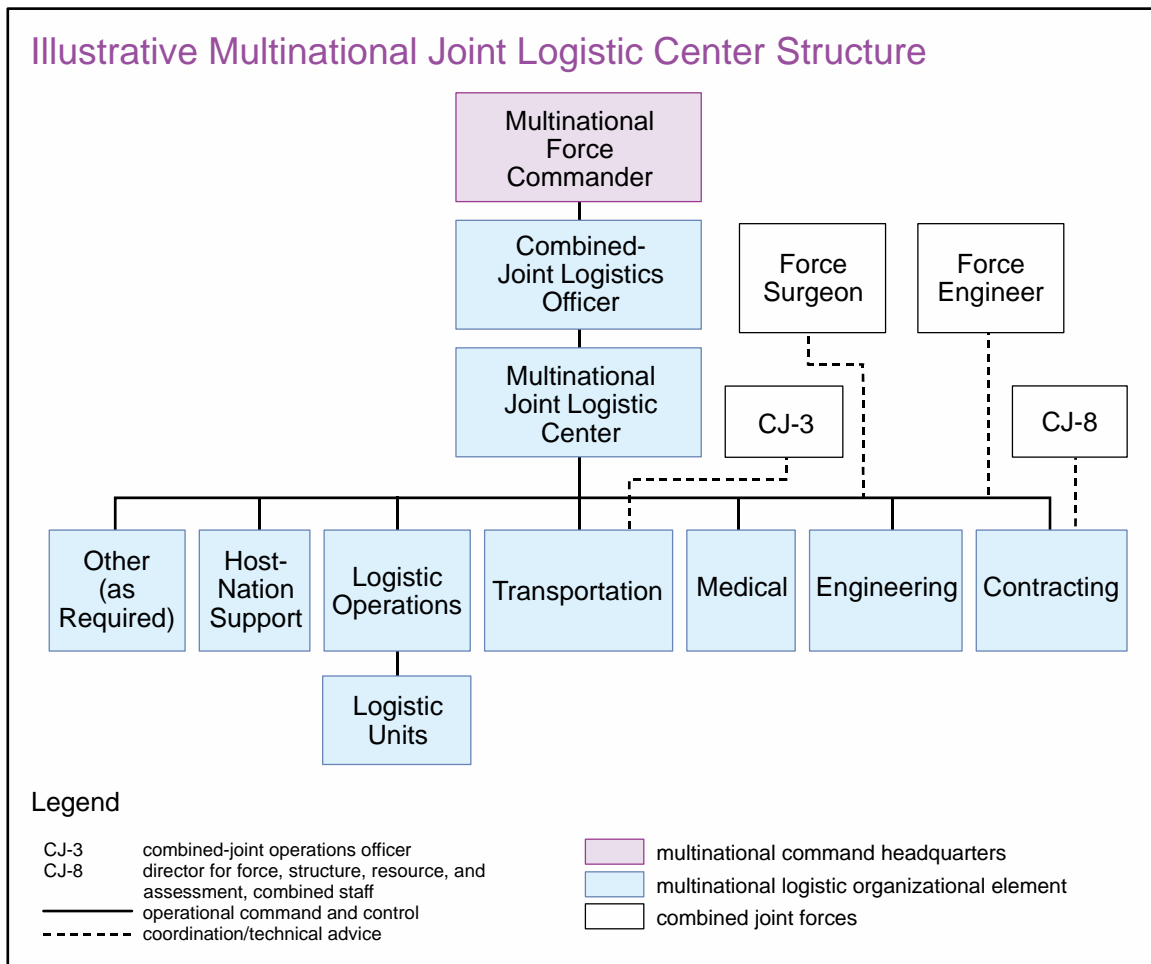 Illustrative Multinational Joint Logistic Center Structure
Multinational
Force
Commander
Combined-
Joint Logistics
Officer
Force
Surgeon
Force
Engineer
Multinational
Joint Logistic
Center
CJ-3
CJ-8
Other
(as
Required)
Host-
Nation
Support
Logistic
Operations
Transportation
Medical
Engineering
Contracting
Logistic
Units
Legend
CJ-3 combined-joint operations officer
CJ-8 director for force, structure, resource, and
assessment, combined staff
operational command and control
coordination/technical advice
multinational command headquarters
multinational logistic organizational element
combined joint forces